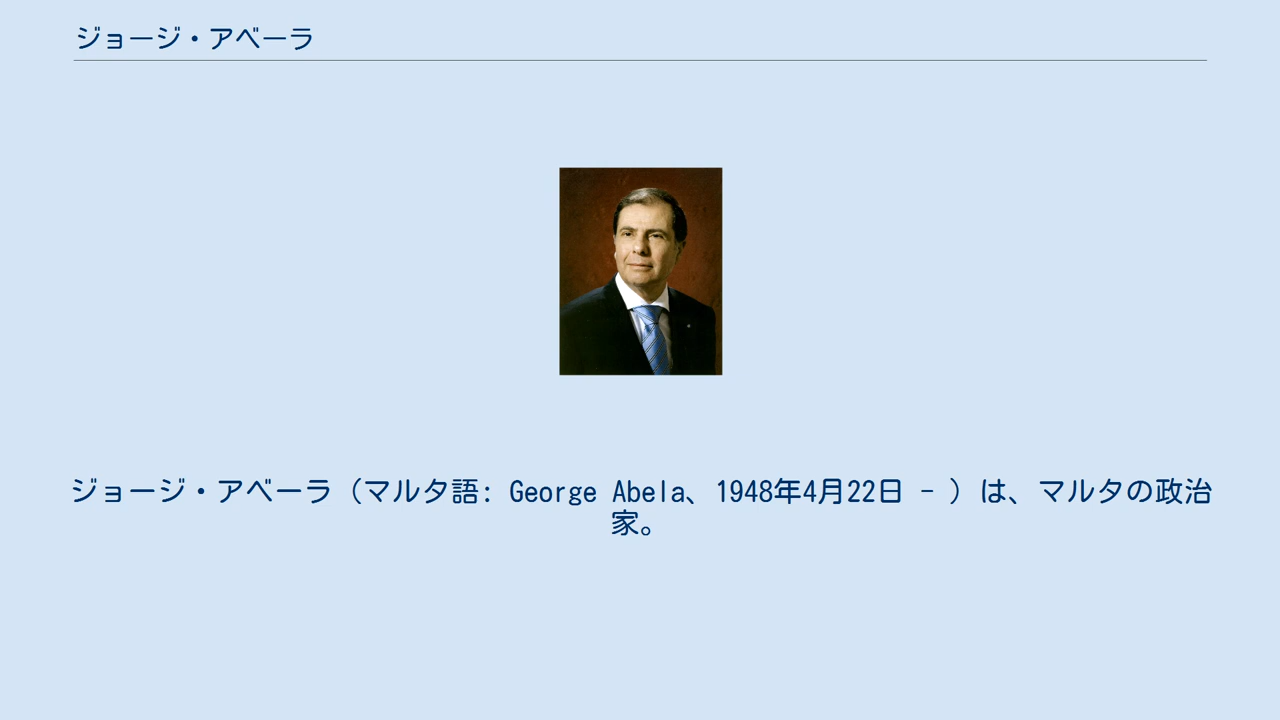 ジョージ・アベーラ
ジョージ・アベーラ（マルタ語: George Abela、1948年4月22日 - ）は、マルタの政治
家。